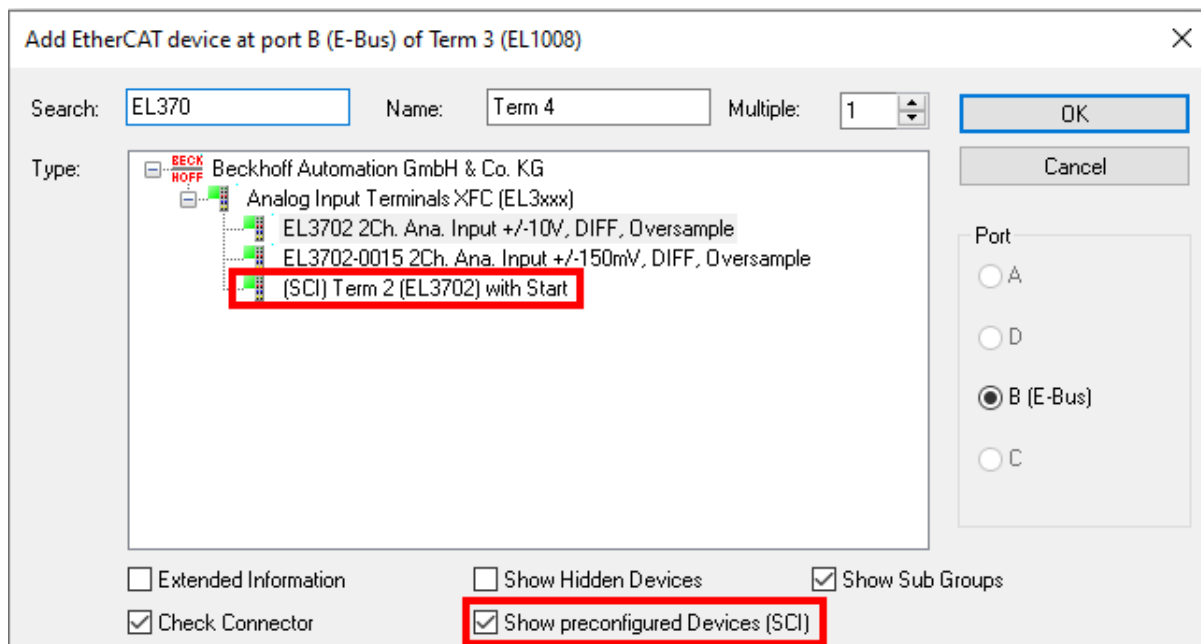 Add EtherCAT device at port B (E-Bus) of Term 3 (EL1008)
Search: EL370 Name: Term 4 Multiple: 1 OK
Type: BECKHOFF Beckhoff Automation GmbH & Co. KG Cancel
Analog Input Terminals XFC (EL3xxx)
EL3702 2Ch. Ana. Input +/-10V, DIFF, Oversample
Port
EL3702-0015 2Ch. Ana. Input +/-150mV, DIFF, Oversample
(SCI) Term 2 (EL3702) with Start
A
D
B (E-Bus)
C
Extended Information Show Hidden Devices Show Sub Groups
Check Connector Show preconfigured Devices (SCI)